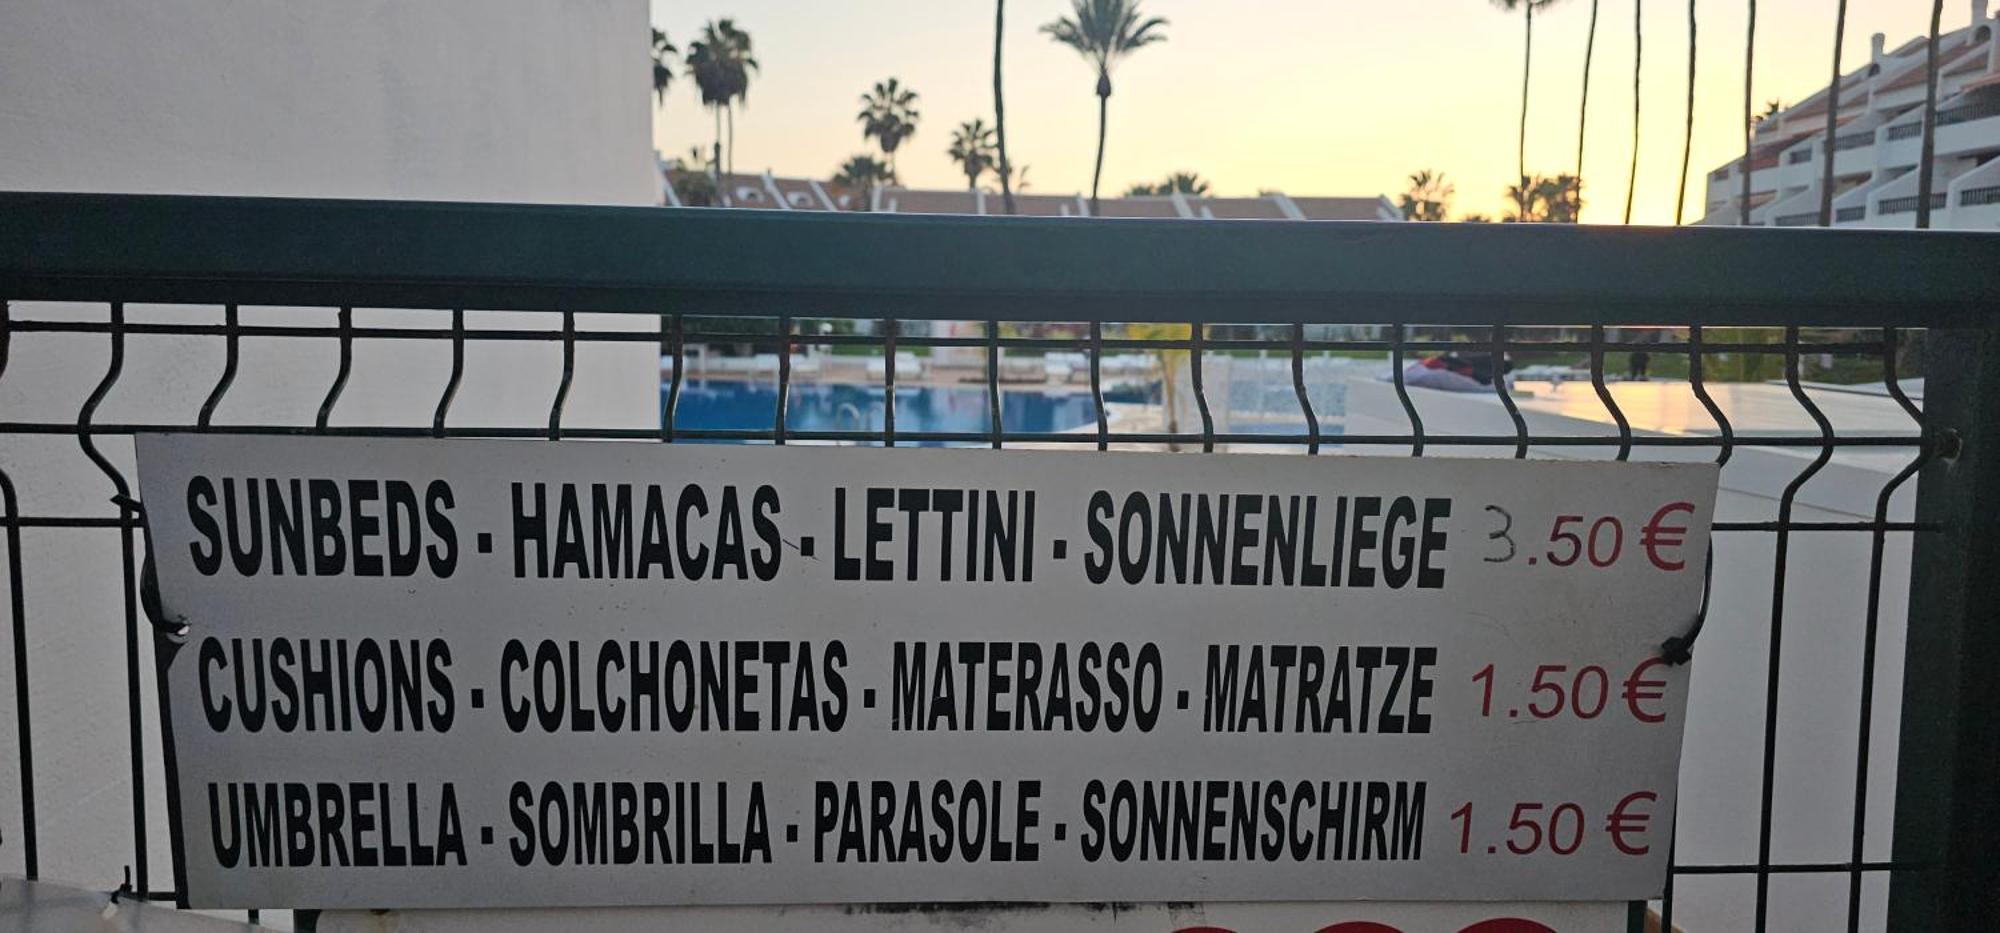 SUNBEDS - HAMACAS - LETTINI - SONNENLIEGE 3.50 €
CUSHIONS - COLCHONETAS - MATERASSO - MATRATZE 1.50 €
UMBRELLA - SOMBRILLA - PARASOLE - SONNENSCHIRM 1.50 €